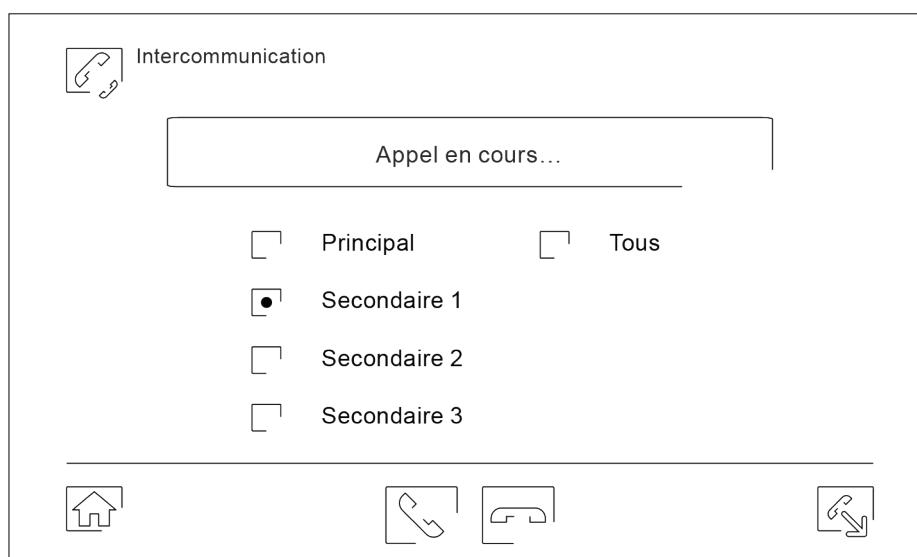 Intercommunication
Appel en cours…
Principal
Tous
Secondaire 1
Secondaire 2
Secondaire 3